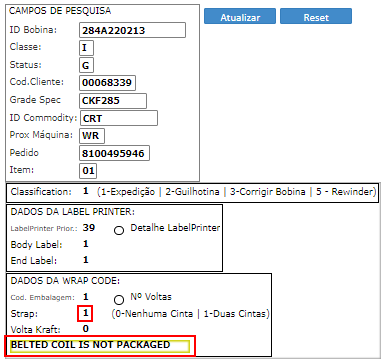 CAMPOS DE PESQUISA
Atualizar Reset
ID Bobina: 284A220213
Classe: I
Status: G
Cod.Cliente: 00068339
Grade Spec CKF285
ID Commodity: CRT
Prox Máquina: WR
Pedido 8100495946
Item: 01
Classification: 1 (1-Expedição | 2-Guilhotina | 3-Corrigir Bobina | 5 - Rewinder)
DADOS DA LABEL PRINTER:
LabelPrinter Prior.: 39 Detalhe LabelPrinter
Body Label: 1
End Label: 1
DADOS DA WRAP CODE:
Cod. Embalagem: 1 Nº Voltas
Strap: 1 (0-Nenhuma Cinta | 1-Duas Cintas)
Volta Kraft: 0
BELTED COIL IS NOT PACKAGED